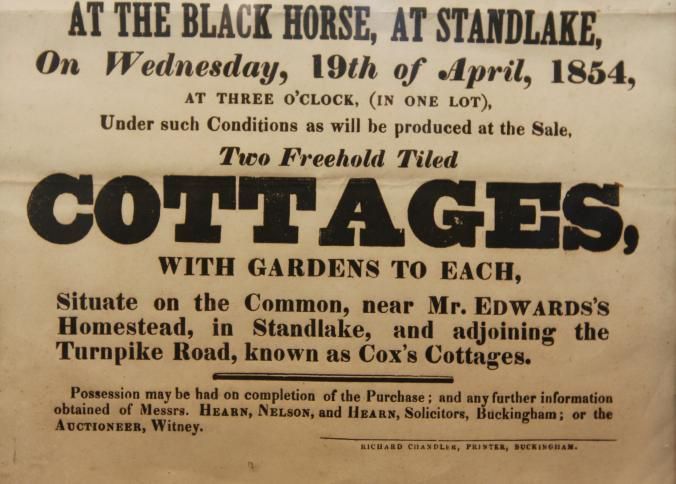 AT THE BLACK HORSE, AT STANDLAKE,
On Wednesday, 19th of April, 1854,
AT THREE O'CLOCK, (IN ONE LOT),
Under such Conditions as will be produced at the Sale,
Two Freehold Tiled
COTTAGES,
WITH GARDENS TO EACH,
Situate on the Common, near Mr. EDWARDS'S
Homestead, in Standlake, and adjoining the
Turnpike Road, known as Cox's Cottages.
Possession may be had on completion of the Purchase; and any further information
obtained of Messrs. HEARN, NELSON, and HEARN, Solicitors, Buckingham; or the
AUCTIONEER, Witney.
RICHARD CHANDLER, PRINTER, BUCKINGHAM.